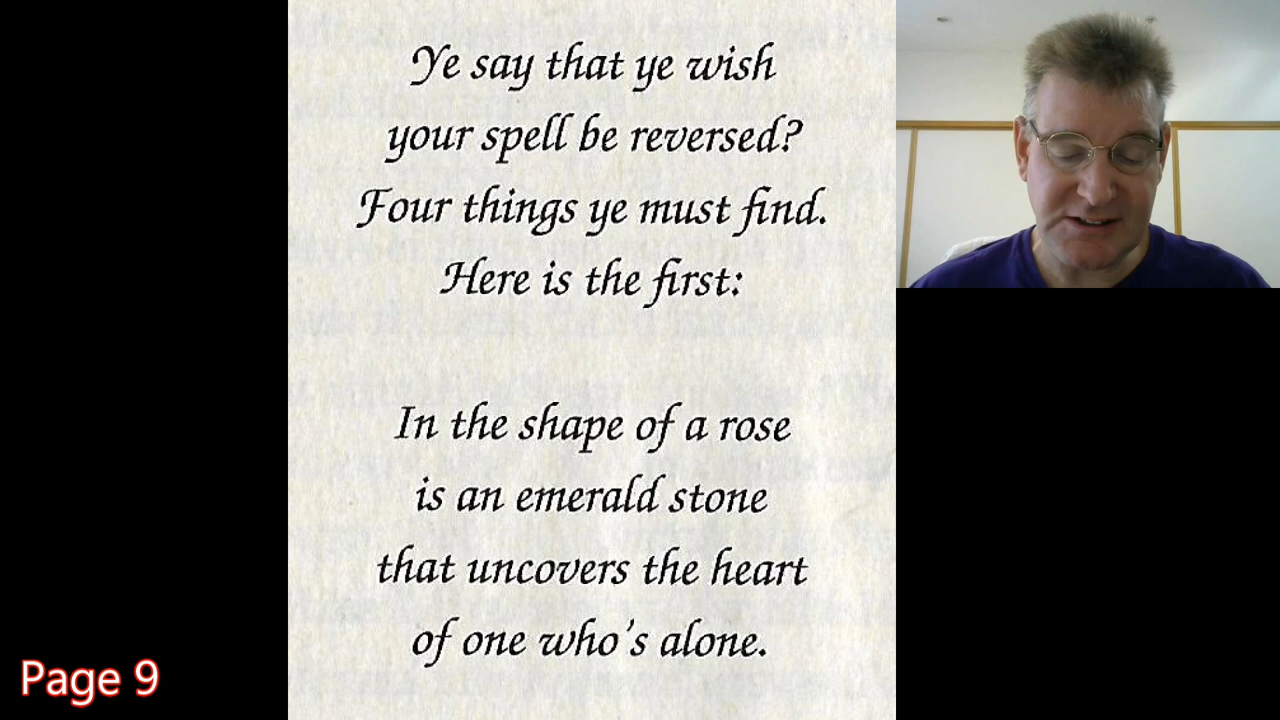 Ye say that ye wish
your spell be reversed?
Four things ye must find.
Here is the first:
In the shape of a rose
is an emerald stone
that uncovers the heart
of one who's alone.
Page 9